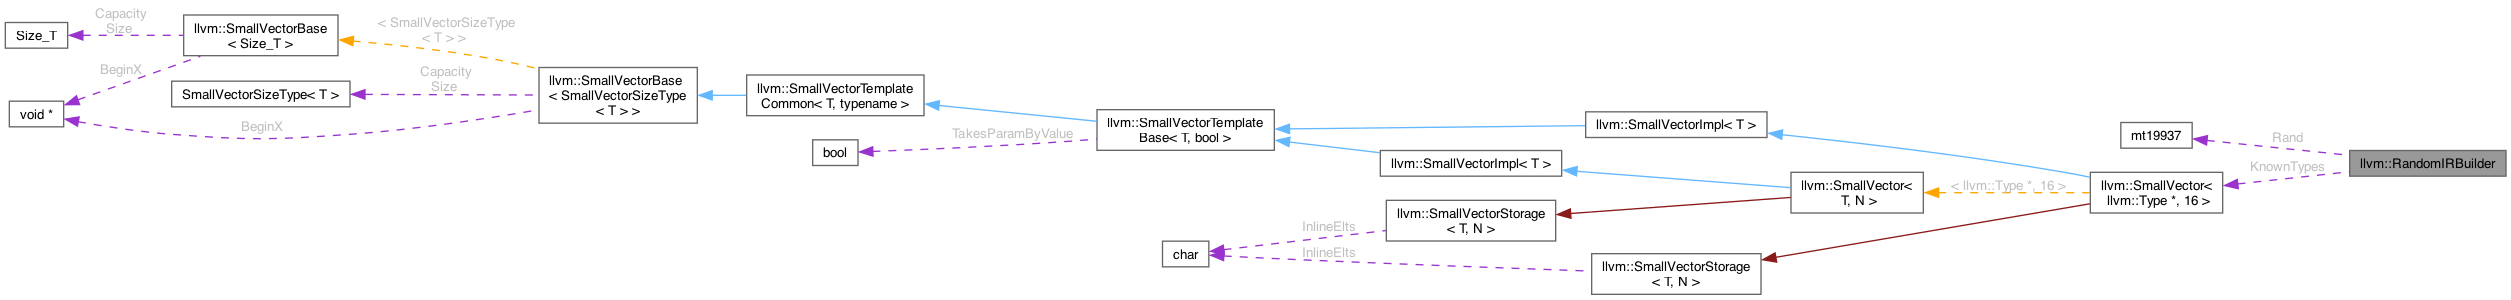 Size_T
Capacity
Size
llvm::SmallVectorBase
< Size_T >
< SmallVectorSizeType
< T > >
BeginX
SmallVectorSizeType< T >
Capacity
Size
void *
BeginX
llvm::SmallVectorBase
< SmallVectorSizeType
< T > >
llvm::SmallVectorTemplate
Common< T, typename >
bool
TakesParamByValue
llvm::SmallVectorTemplate
Base< T, bool >
llvm::SmallVectorImpl< T >
llvm::SmallVectorImpl< T >
char
InlineElts
InlineElts
llvm::SmallVectorStorage
< T, N >
llvm::SmallVectorStorage
< T, N >
llvm::SmallVector<
T, N >
< llvm::Type *, 16 >
llvm::SmallVector<
llvm::Type *, 16 >
mt19937
Rand
KnownTypes
llvm::RandomIRBuilder